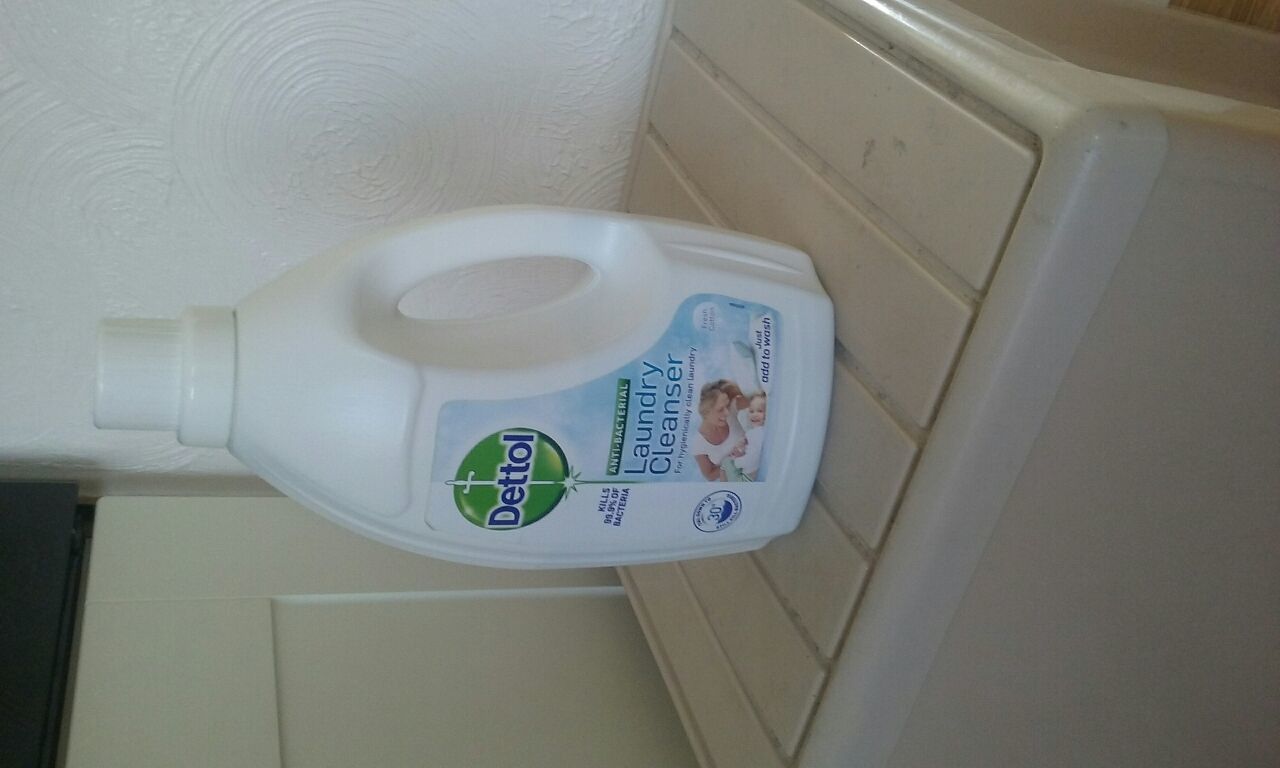 Dettol
KILLS
99.9% OF
BACTERIA
ANTI-BACTERIAL
Laundry
Cleanser
For hygienically clean laundry
30°
Fresh
Cotton
Just
add to wash